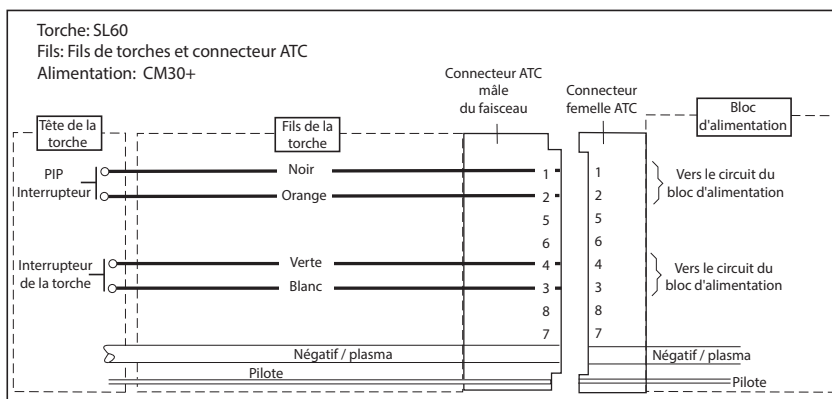 Torche: SL60
Fils: Fils de torches et connecteur ATC
Alimentation: CM30+
Connecteur ATC
mâle
du faisceau
Connecteur
femelle ATC
Bloc
d'alimentation
Tête de la
torche
Fils de la
torche
PIP
Interrupteur
Noir
Orange
1
2
5
6
1
2
5
6
Vers le circuit du
bloc d'alimentation
Interrupteur
de la torche
Verte
Blanc
4
3
8
7
4
3
8
7
Vers le circuit du
bloc d'alimentation
Négatif / plasma
Négatif / plasma
Pilote
Pilote